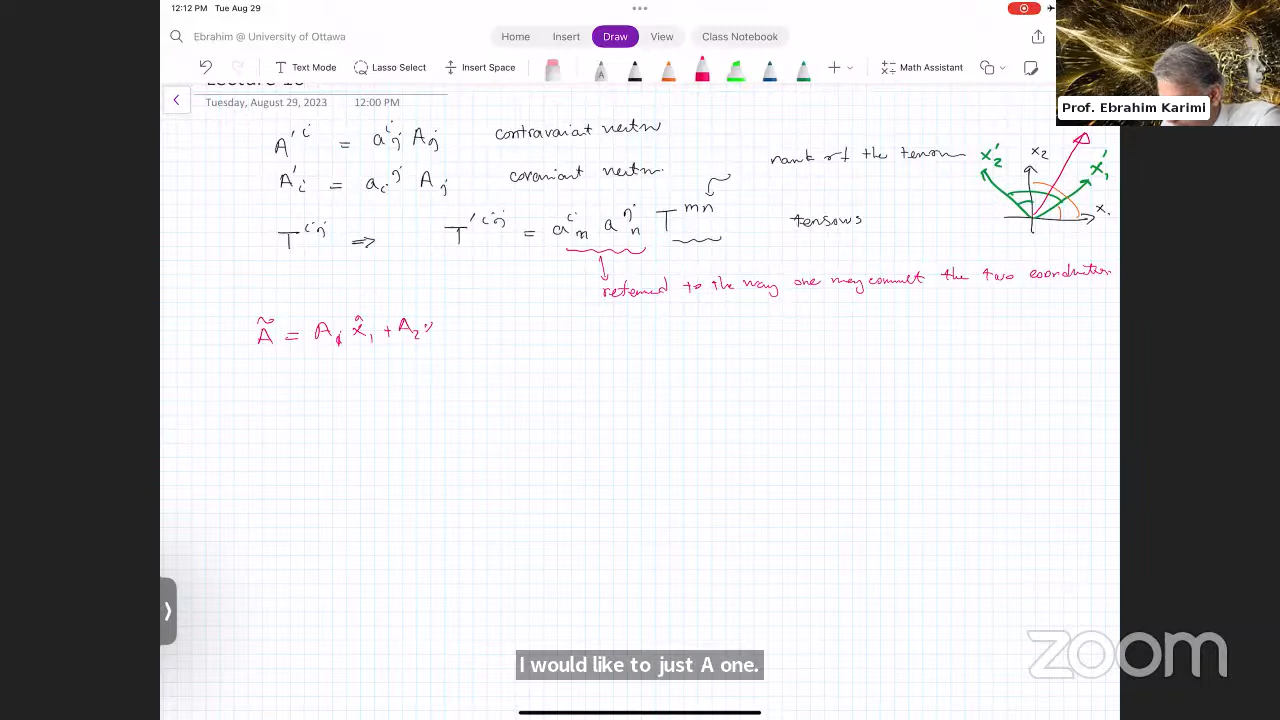 12:12 PM Tue Aug 29
Ebrahim @ University of Ottawa
Home Insert Draw View Class Notebook
Text Mode Lasso Select Insert Space Math Assistant
Tuesday, August 29, 2023 12:00 PM
Prof. Ebrahim Karimi
A'^i = a^i_j A^j contravariat vector
A_i = a_i^j A_j covariant vector
rank of the tensor
T^{ij} ⇒ T'^{ij} = a^i_m a^j_n T^{mn} tensors
referred to the way one may connect the two coordinates
x'_2 x_2 x'_1 x_1
Ã = A_1 x̂_1 + A_2
I would like to just A one.
zoom